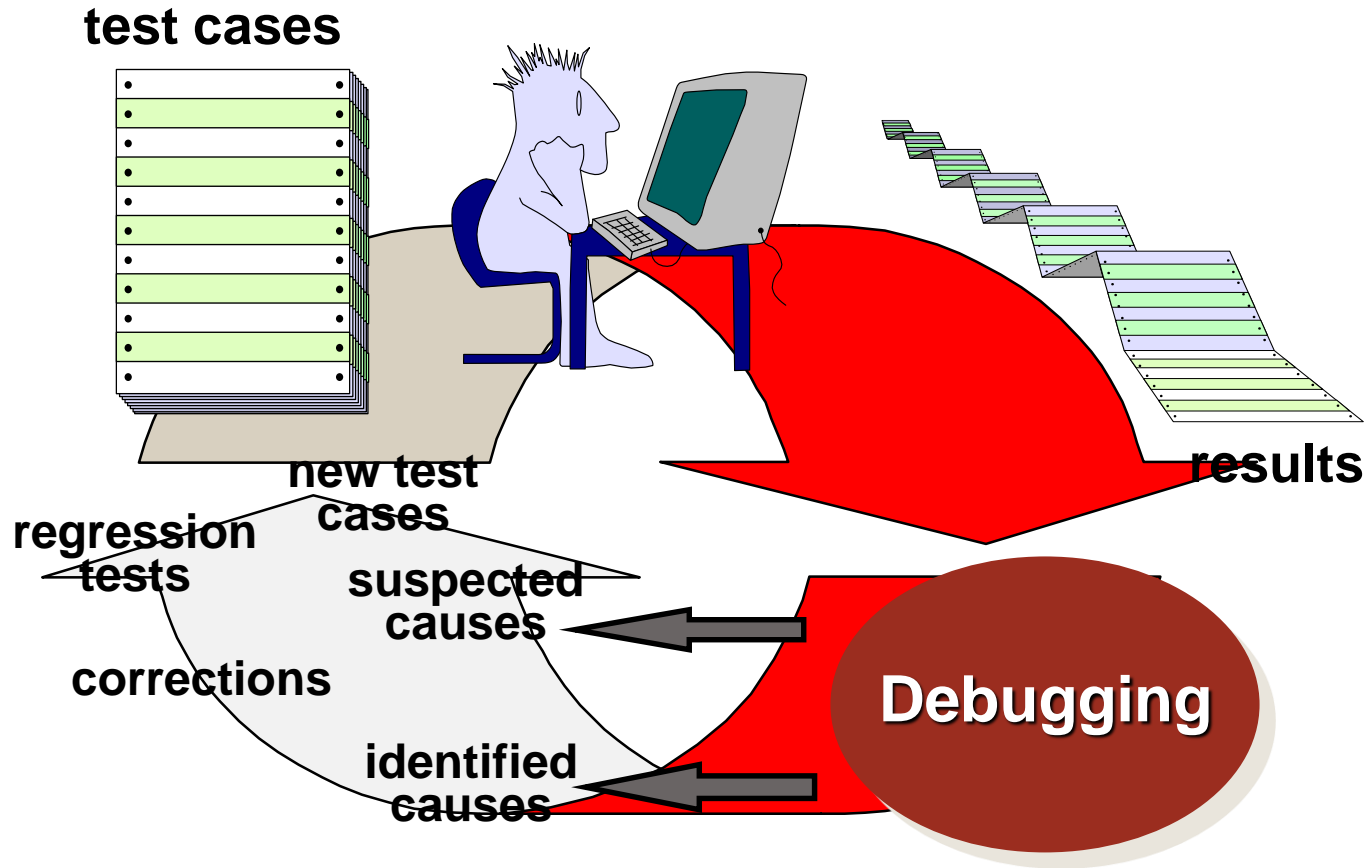 test cases
results
new test
cases
regression
tests
suspected
causes
corrections
Debugging
identified
causes